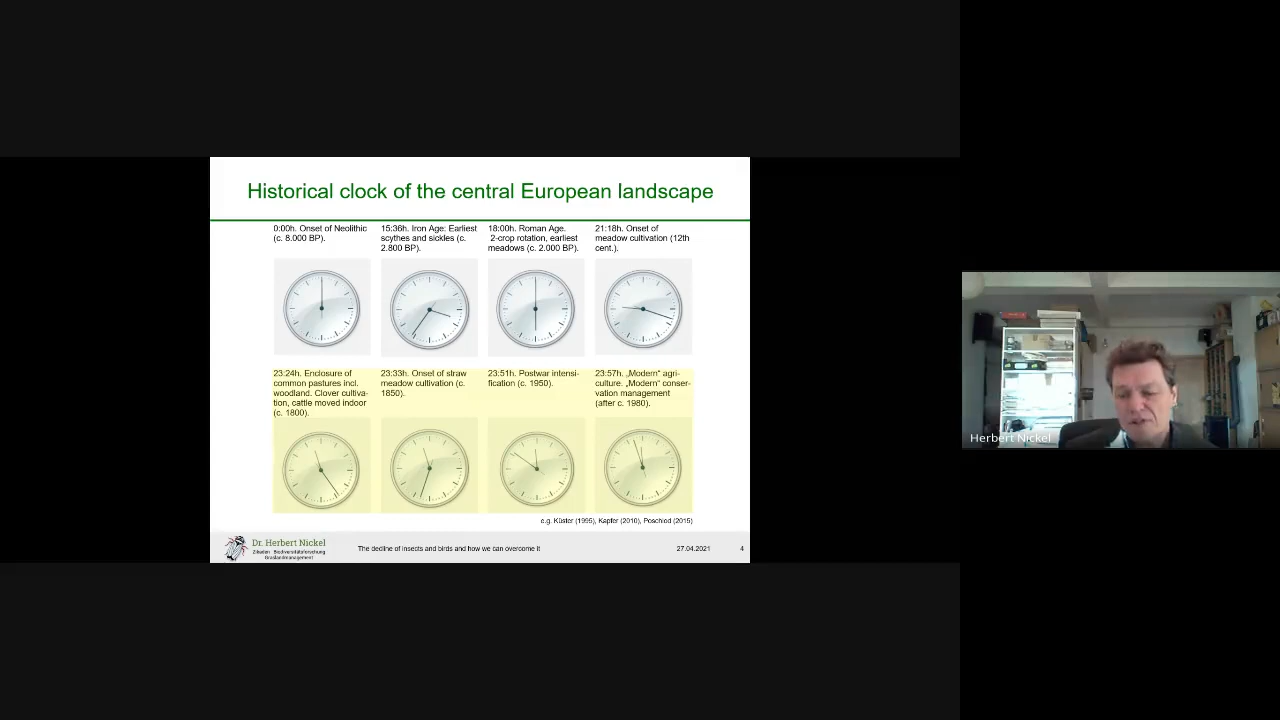 Historical clock of the central European landscape
0:00h. Onset of Neolithic
(c. 8.000 BP).
15:36h. Iron Age: Earliest
scythes and sickles (c.
2.800 BP).
18:00h. Roman Age.
2-crop rotation, earliest
meadows (c. 2.000 BP).
21:18h. Onset of
meadow cultivation (12th
cent.).
23:24h. Enclosure of
common pastures incl.
woodland. Clover cultiva-
tion, cattle moved indoor
(c. 1800).
23:33h. Onset of straw
meadow cultivation (c.
1850).
23:51h. Postwar intensi-
fication (c. 1950).
23:57h. „Modern“ agri-
culture. „Modern“ conser-
vation management
(after c. 1980).
e.g. Küster (1995), Kapfer (2010), Poschlod (2015)
Dr. Herbert Nickel
Zikaden Biodiversitätsforschung
Graslandmanagement
The decline of insects and birds and how we can overcome it
27.04.2021
4
Herbert Nickel